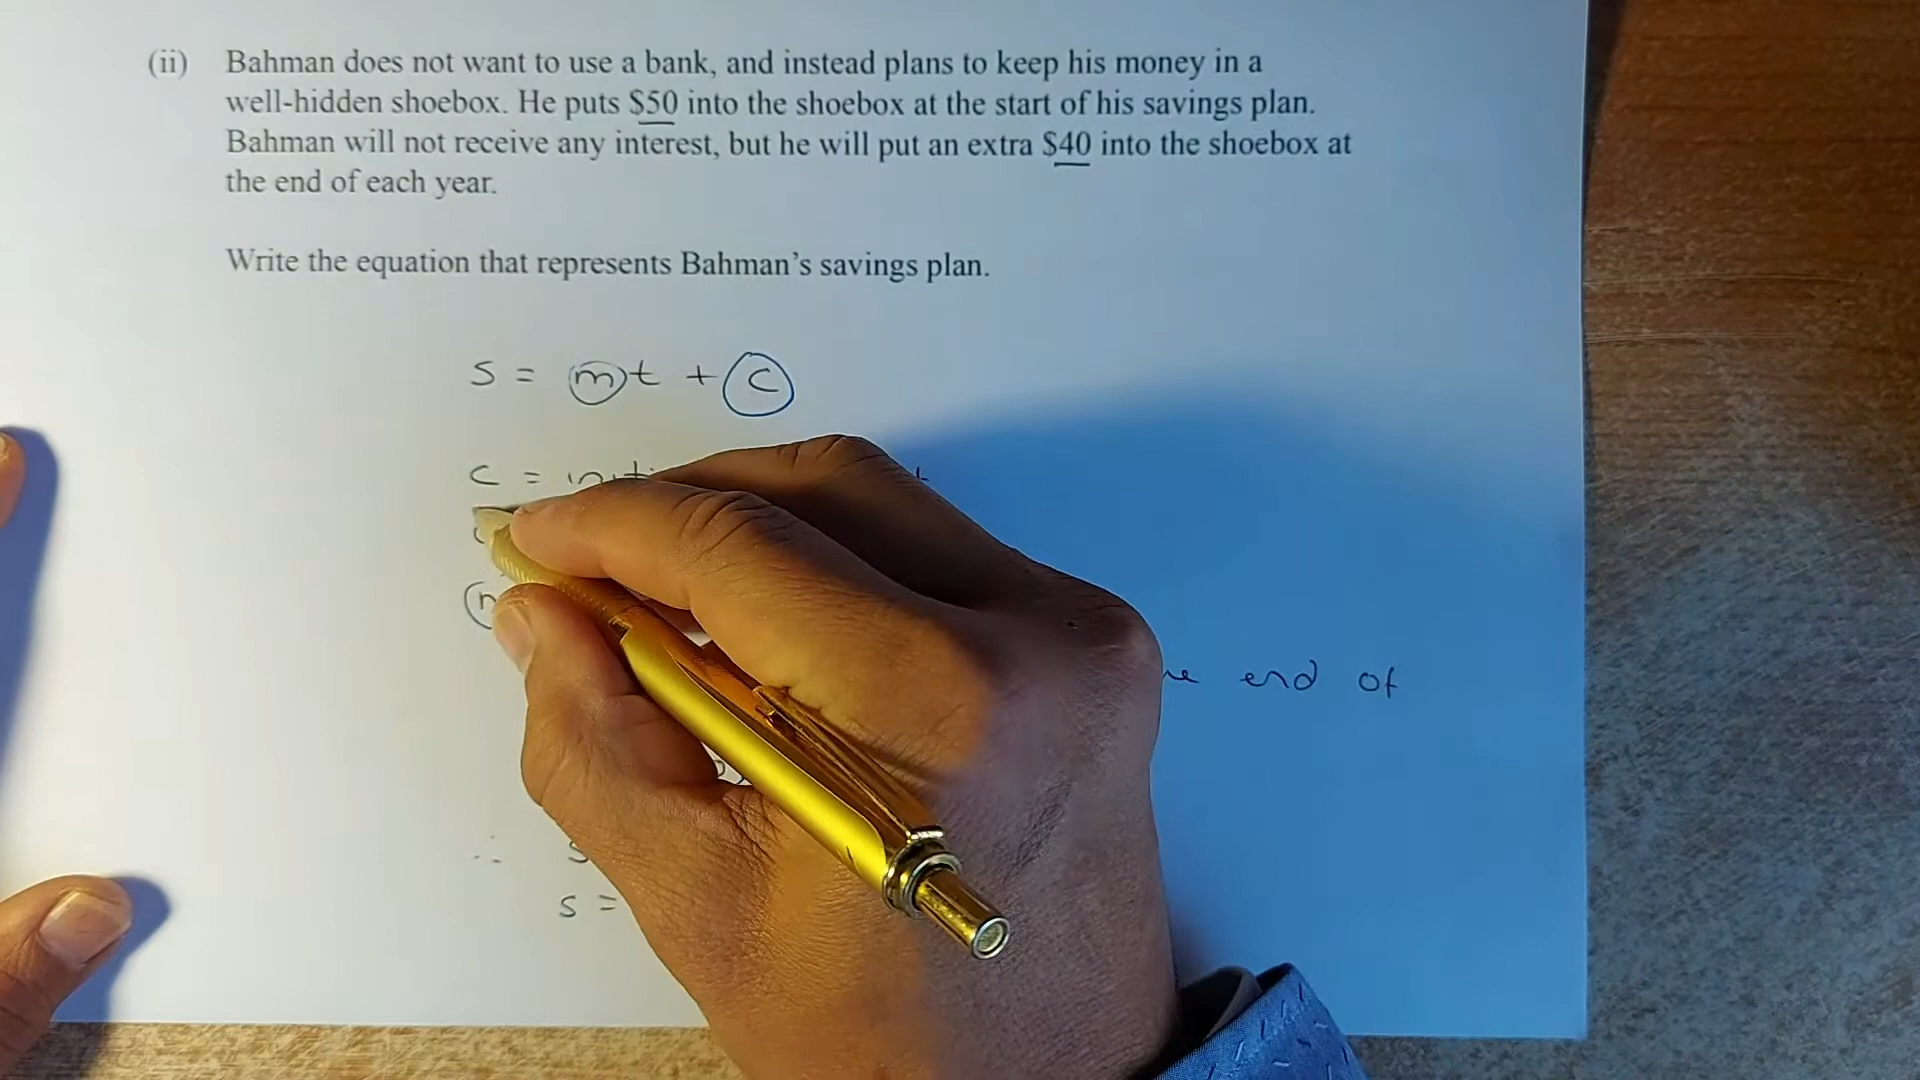 (ii) Bahman does not want to use a bank, and instead plans to keep his money in a
well-hidden shoebox. He puts $50 into the shoebox at the start of his savings plan.
Bahman will not receive any interest, but he will put an extra $40 into the shoebox at
the end of each year.
Write the equation that represents Bahman's savings plan.
s = mt + c
c =
end of
∴
s =